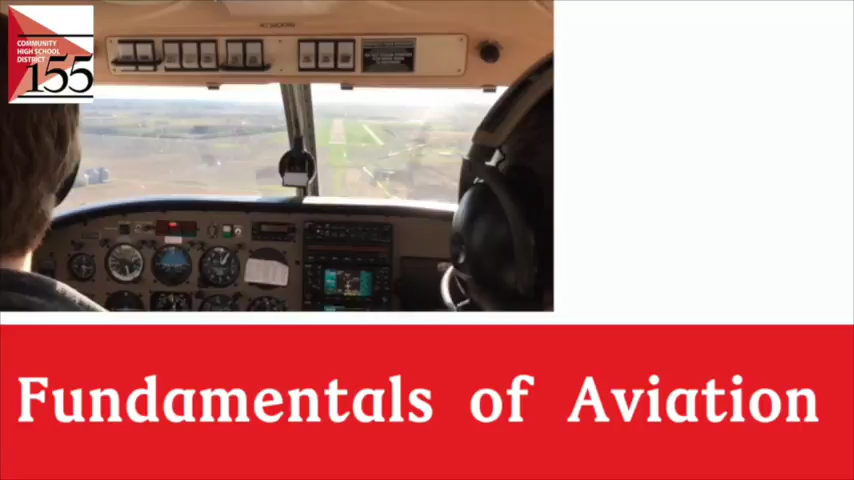 COMMUNITY
HIGH SCHOOL
DISTRICT
155
Fundamentals of Aviation